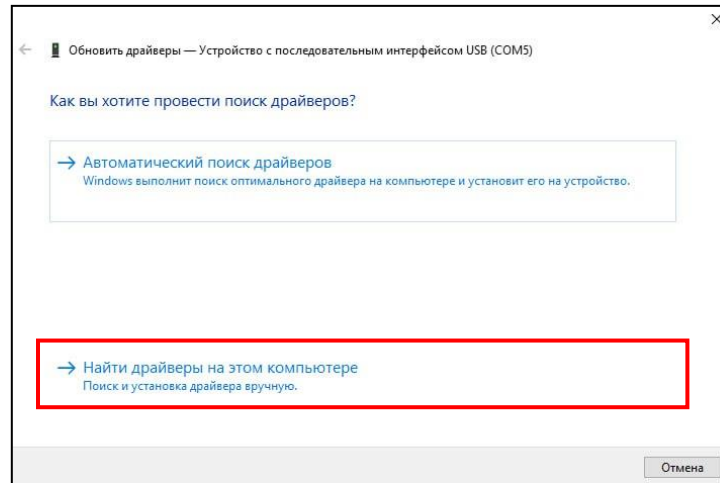 Обновить драйверы — Устройство с последовательным интерфейсом USB (COM5)
Как вы хотите провести поиск драйверов?
Автоматический поиск драйверов
Windows выполнит поиск оптимального драйвера на компьютере и установит его на устройство.
Найти драйверы на этом компьютере
Поиск и установка драйвера вручную.
Отмена